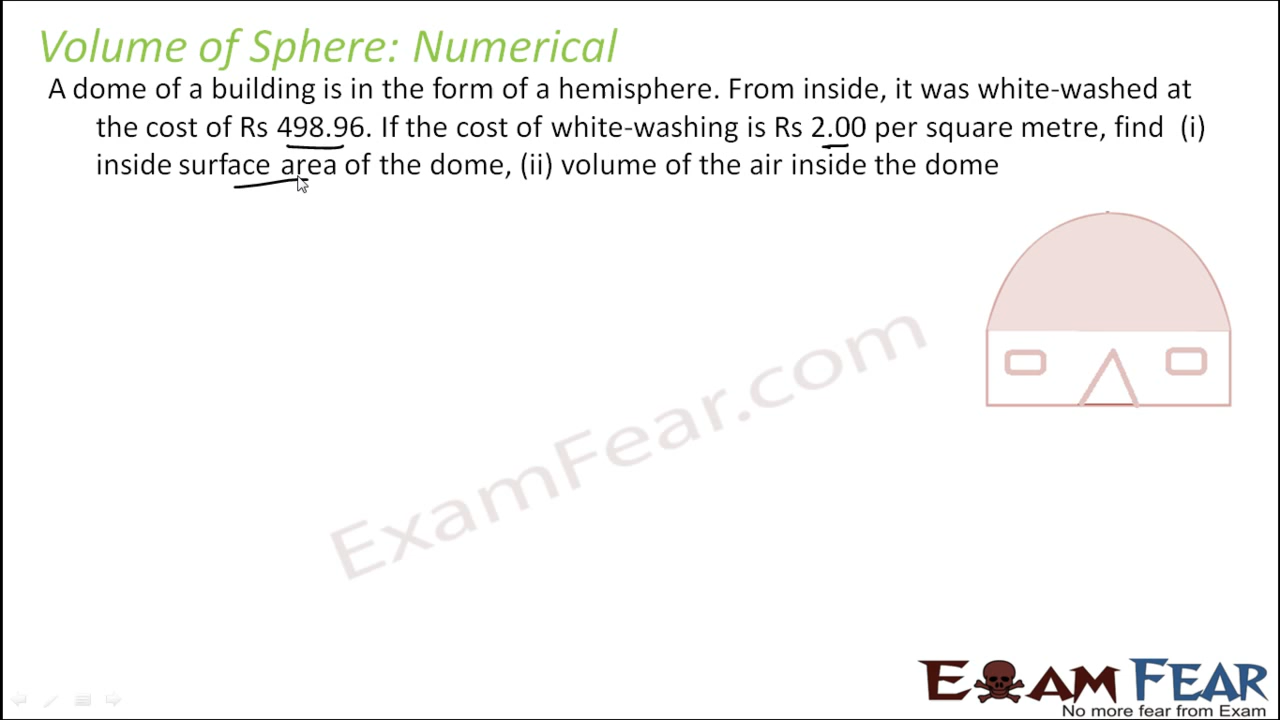 Volume of Sphere: Numerical
A dome of a building is in the form of a hemisphere. From inside, it was white-washed at
the cost of Rs 498.96. If the cost of white-washing is Rs 2.00 per square metre, find (i)
inside surface area of the dome, (ii) volume of the air inside the dome
ExamFear.com
EXAM FEAR
No more fear from Exam